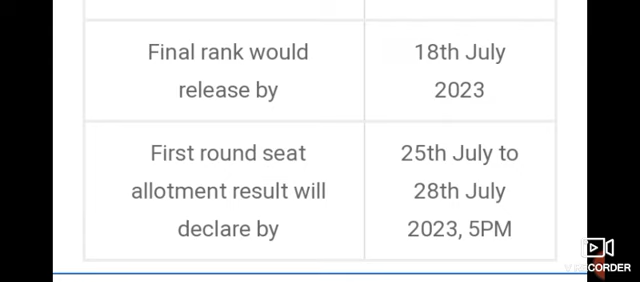 Final rank would
release by
18th July
2023
First round seat
allotment result will
declare by
25th July to
28th July
2023, 5PM
RECORDER